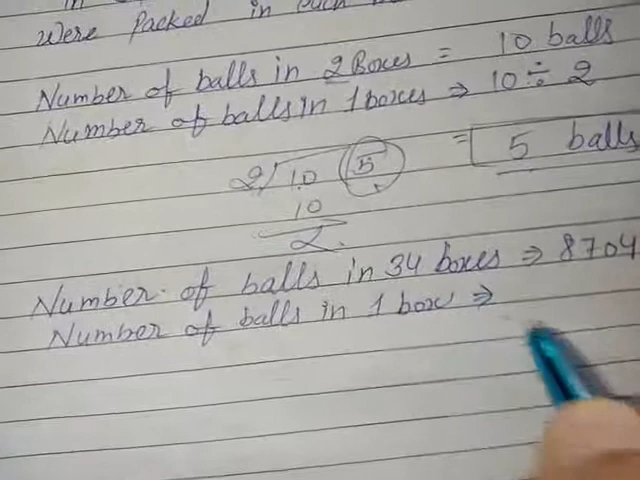 in
Were Packed in each
Number of balls in 2 Boxes = 10 balls
Number of balls in 1 boxes ⇒ 10 ÷ 2
= 5 balls
2) 10 (5
10
2.
Number of balls in 34 boxes ⇒ 8704
Number of balls in 1 box ⇒